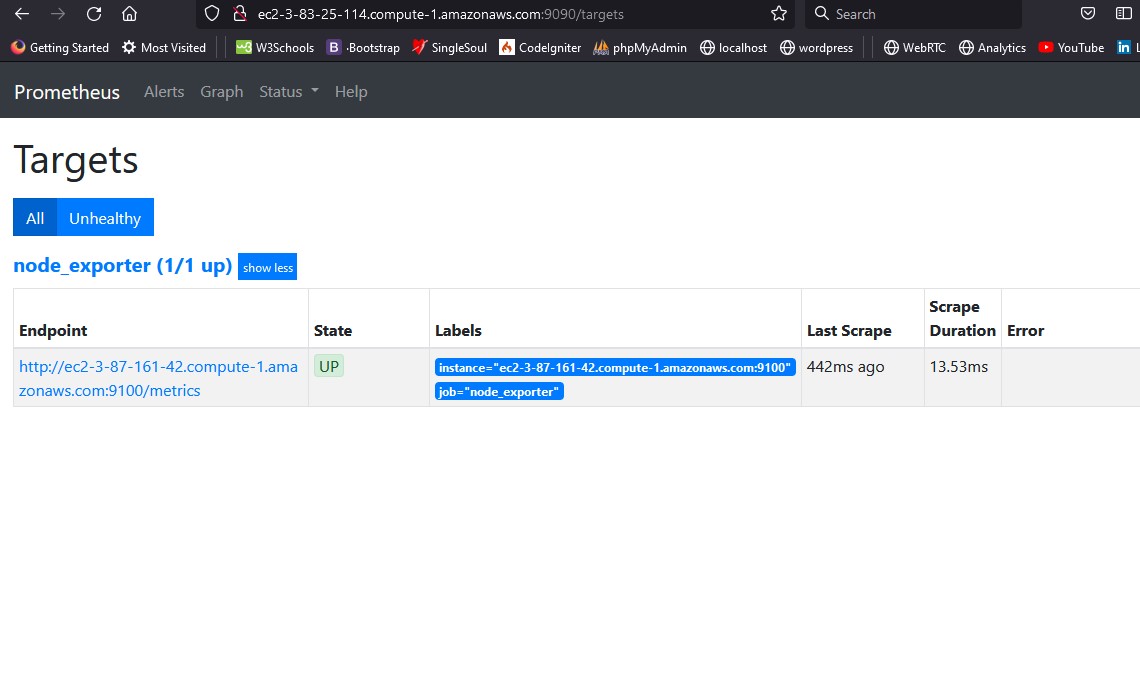 ec2-3-83-25-114.compute-1.amazonaws.com:9090/targets
Search
Getting Started
Most Visited
W3Schools
B ·Bootstrap
SingleSoul
CodeIgniter
phpMyAdmin
localhost
wordpress
WebRTC
Analytics
YouTube
in L
Prometheus Alerts Graph Status Help
Targets
All Unhealthy
node_exporter (1/1 up) show less
Endpoint
State
Labels
Last Scrape
Scrape
Duration
Error
http://ec2-3-87-161-42.compute-1.ama
zonaws.com:9100/metrics
UP
instance="ec2-3-87-161-42.compute-1.amazonaws.com:9100"
job="node_exporter"
442ms ago
13.53ms